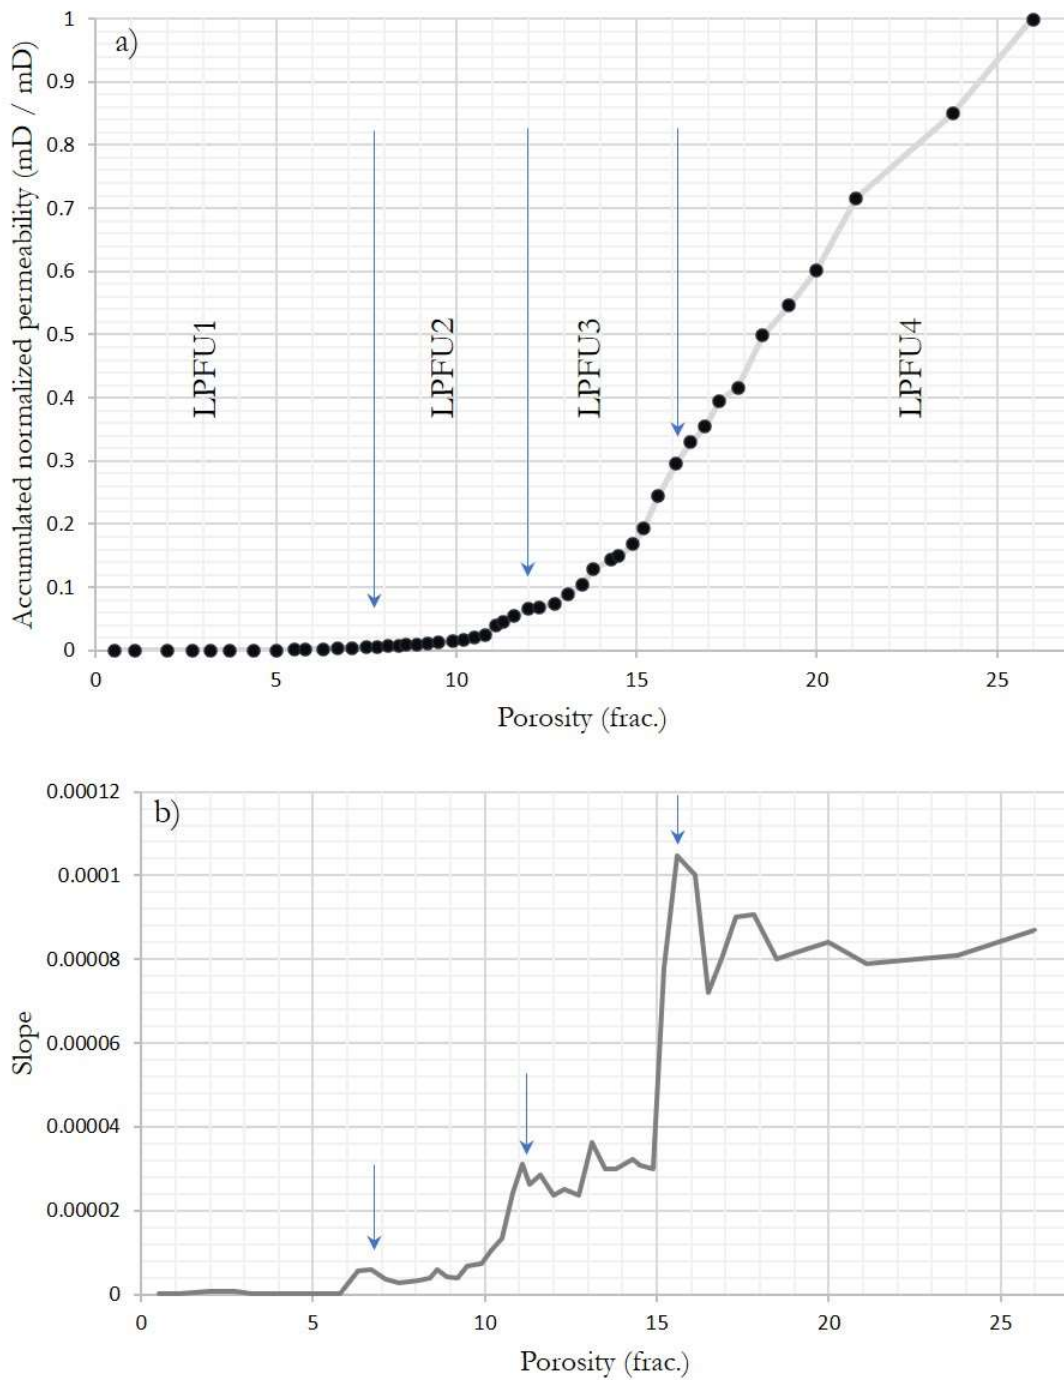 a)
Accumulated normalized permeability (mD / mD)
1
0.9
0.8
0.7
0.6
0.5
0.4
0.3
0.2
0.1
0
LPFU1
LPFU2
LPFU3
LPFU4
0 5 10 15 20 25
Porosity (frac.)
b)
Slope
0.00012
0.0001
0.00008
0.00006
0.00004
0.00002
0
0 5 10 15 20 25
Porosity (frac.)